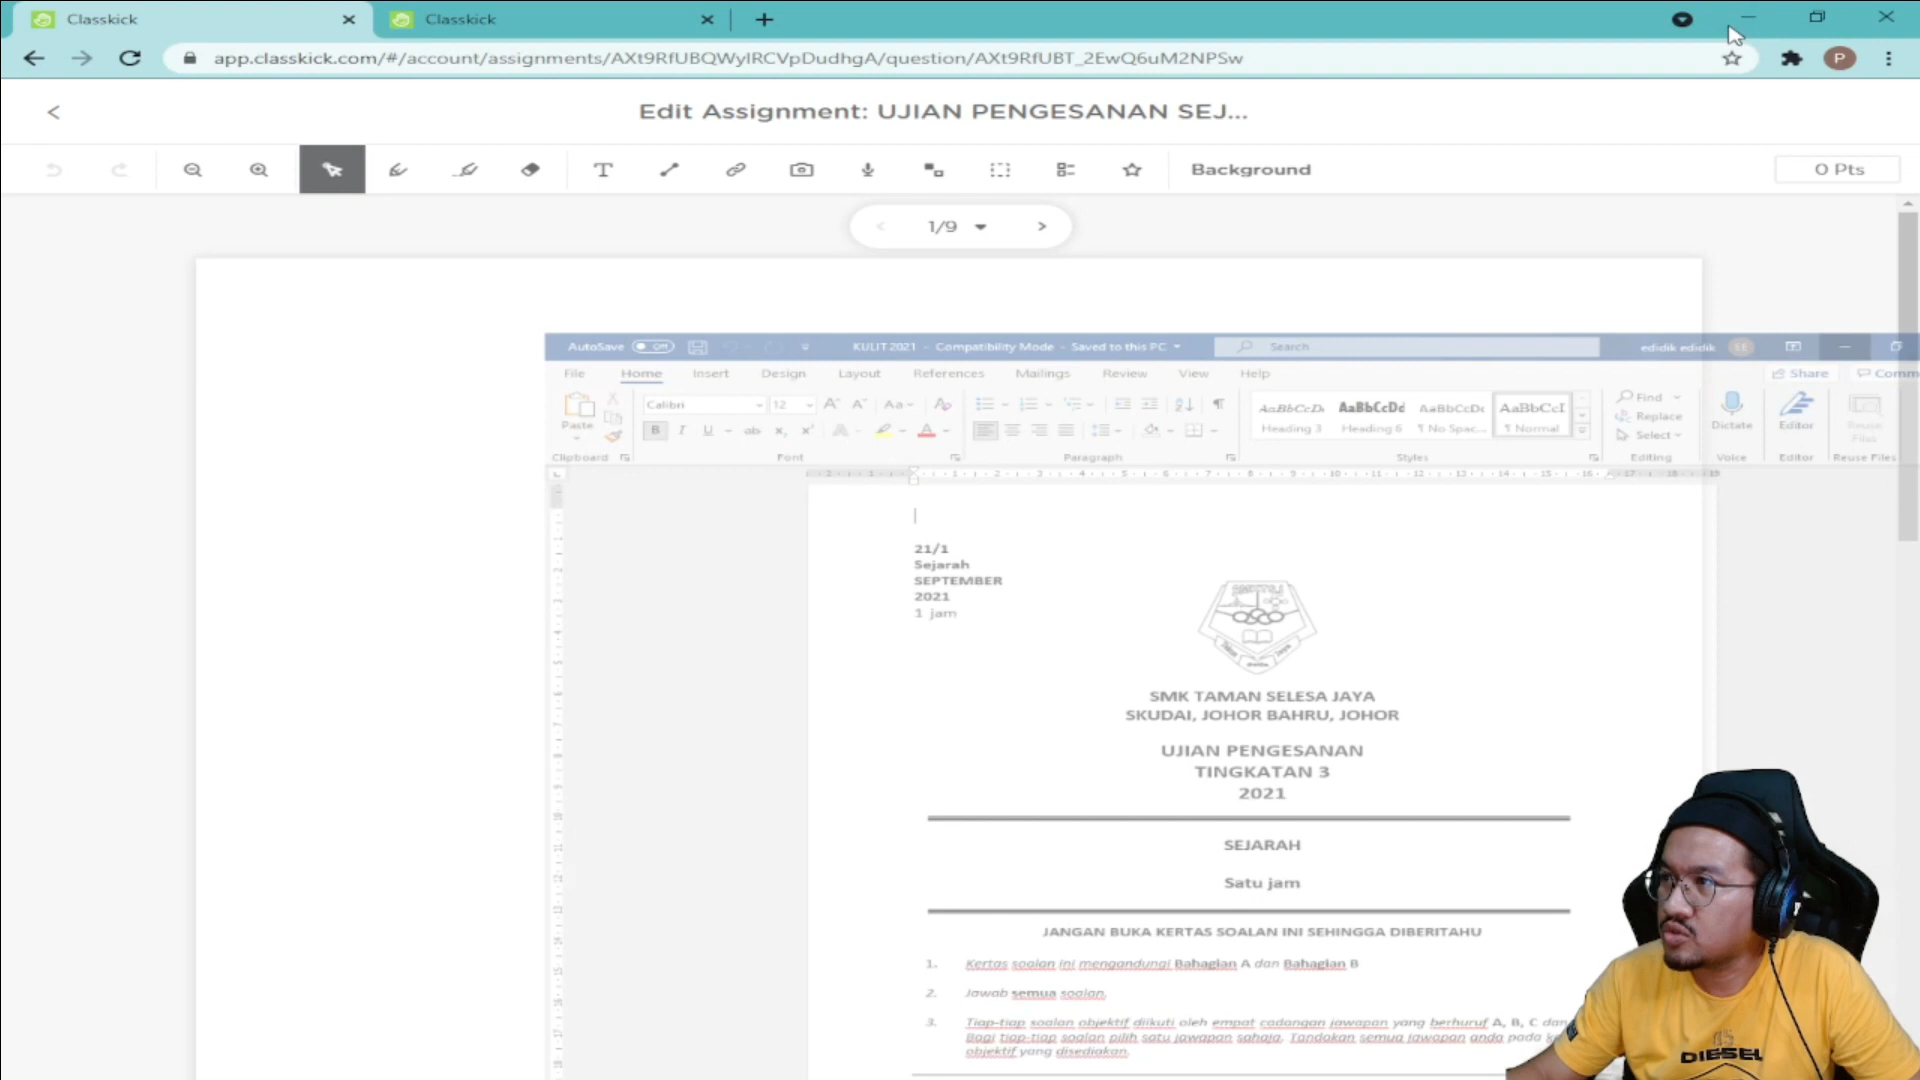 Classkick
Classkick
app.classkick.com/#/account/assignments/AXt9RfUBQWyIRCVpDudhgA/question/AXt9RfUBT_2EwQ6uM2NPSw
P
Edit Assignment: UJIAN PENGESANAN SEJ...
Background
0 Pts
1/9
AutoSave Off
KULIT 2021 - Compatibility Mode - Saved to this PC
Search
edidik edidik
EE
File Home Insert Design Layout References Mailings Review View Help
Share
Comm
Paste
Calibri
12
Clipboard
Font
Paragraph
Heading 3
Heading 6
No Spac...
Normal
Styles
Find
Replace
Select
Editing
Dictate
Voice
Editor
Editor
Reuse
Files
Reuse Files
21/1
Sejarah
SEPTEMBER
2021
1 jam
SMK TAMAN SELESA JAYA
SKUDAI, JOHOR BAHRU, JOHOR
UJIAN PENGESANAN
TINGKATAN 3
2021
SEJARAH
Satu jam
JANGAN BUKA KERTAS SOALAN INI SEHINGGA DIBERITAHU
1. Kertas soalan ini mengandungi Bahagian A dan Bahagian B
2. Jawab semua soalan.
3. Tiap-tiap soalan objektif diikuti oleh empat cadangan jawapan yang berhuruf A, B, C dan
Bagi tiap-tiap soalan pilih satu jawapan sahaja. Tandakan semua jawapan anda pada
objektif yang disediakan.
DIESEL